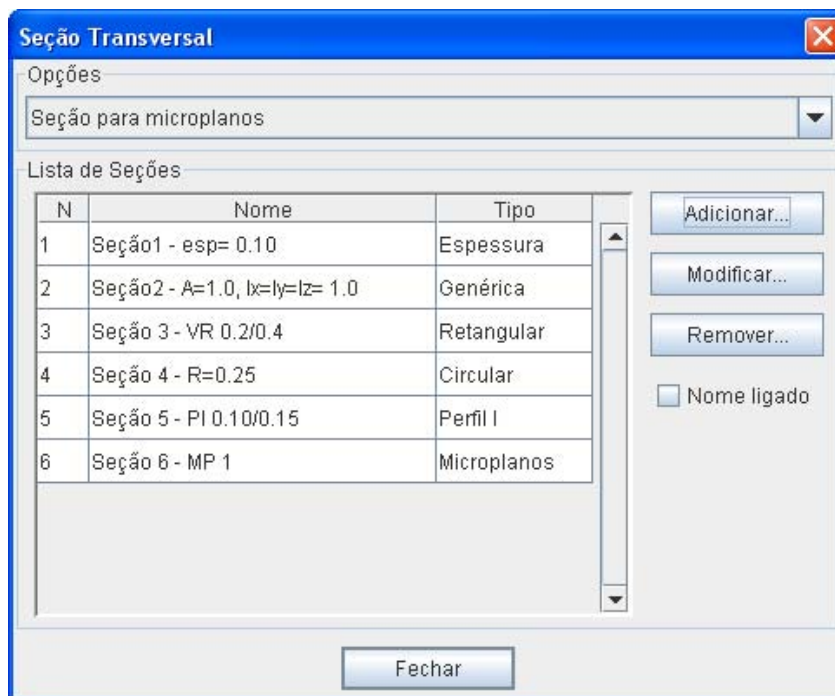 Seção Transversal
Opções
Seção para microplanos
Lista de Seções
N Nome Tipo
1 Seção1 - esp= 0.10 Espessura
2 Seção2 - A=1.0, Ix=Iy=Iz= 1.0 Genérica
3 Seção 3 - VR 0.2/0.4 Retangular
4 Seção 4 - R=0.25 Circular
5 Seção 5 - PI 0.10/0.15 Perfil I
6 Seção 6 - MP 1 Microplanos
Adicionar...
Modificar...
Remover...
Nome ligado
Fechar